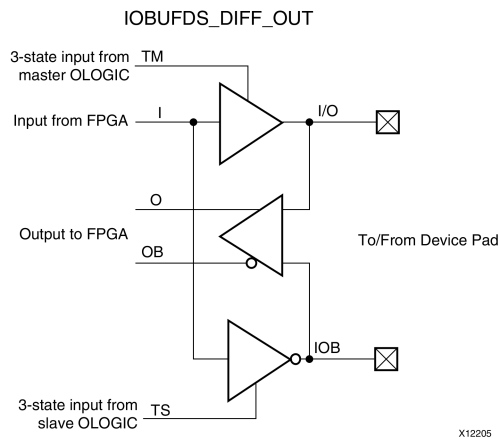 IOBUFDS_DIFF_OUT
3-state input from
master OLOGIC
TM
Input from FPGA
I
I/O
O
Output to FPGA
OB
To/From Device Pad
IOB
3-state input from
slave OLOGIC
TS
X12205